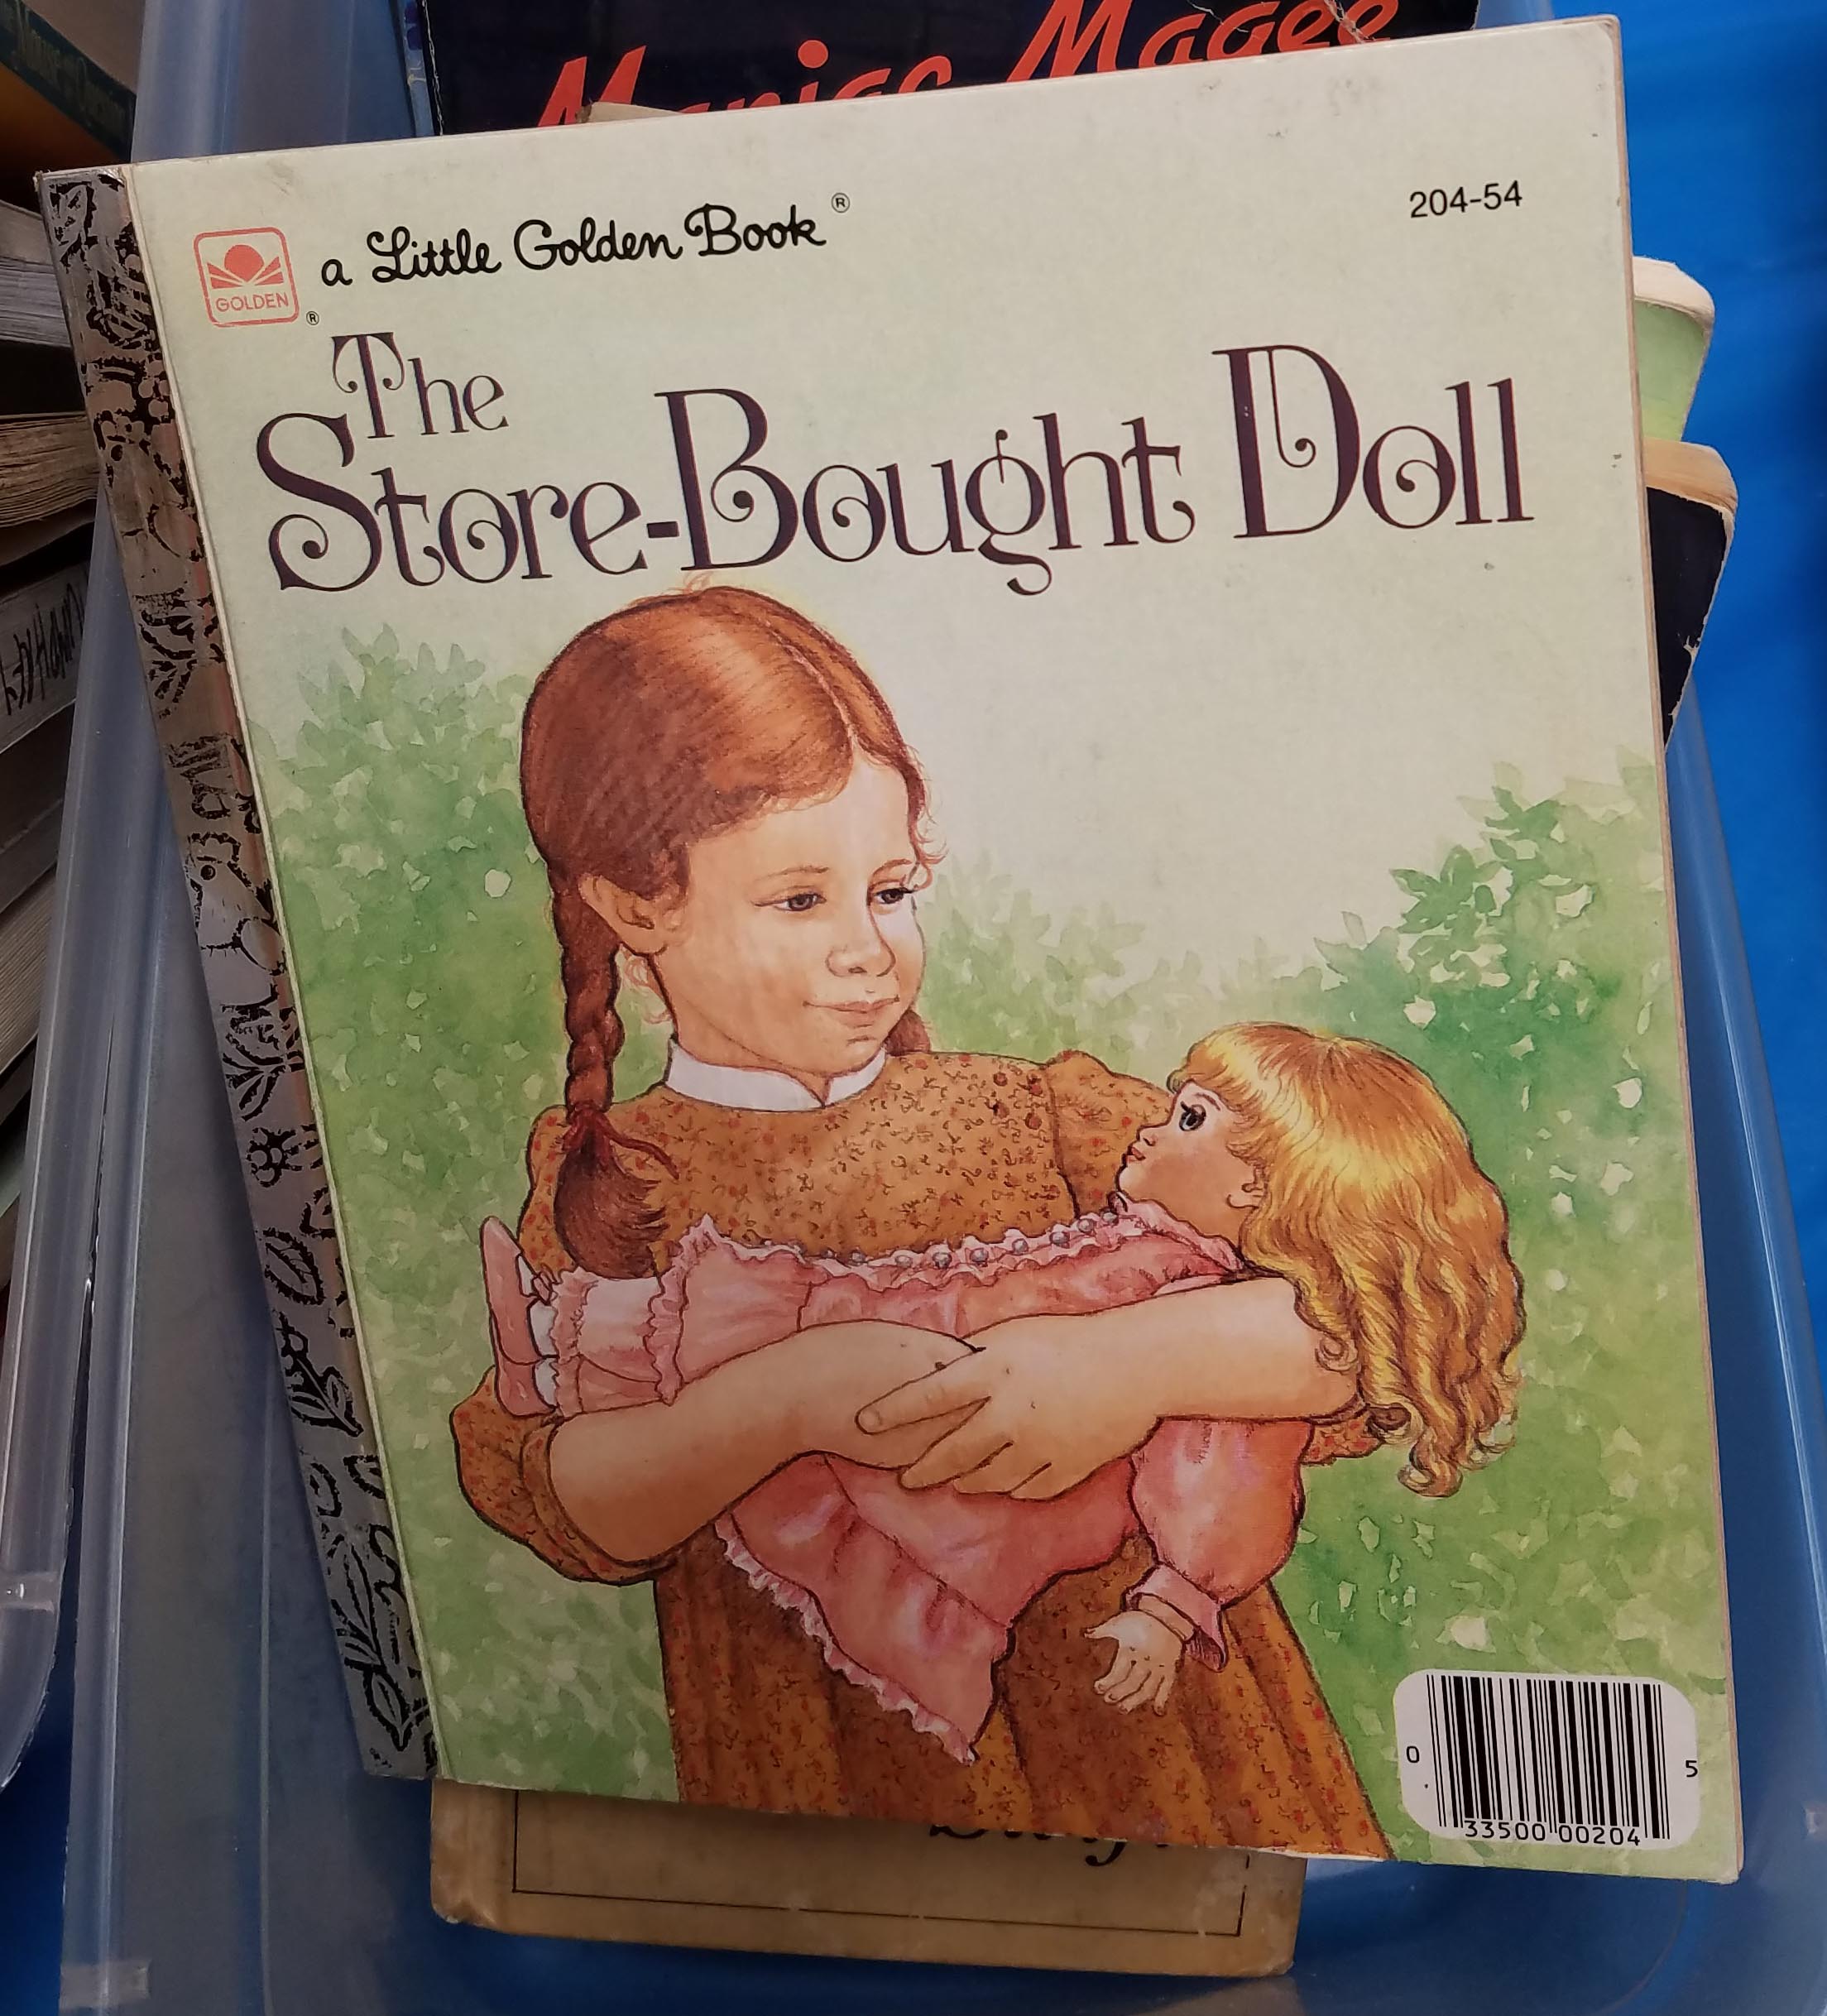 Maniac Magee
a Little Golden Book®
204-54
GOLDEN
®
The
Store-Bought Doll
0
33500 00204
5